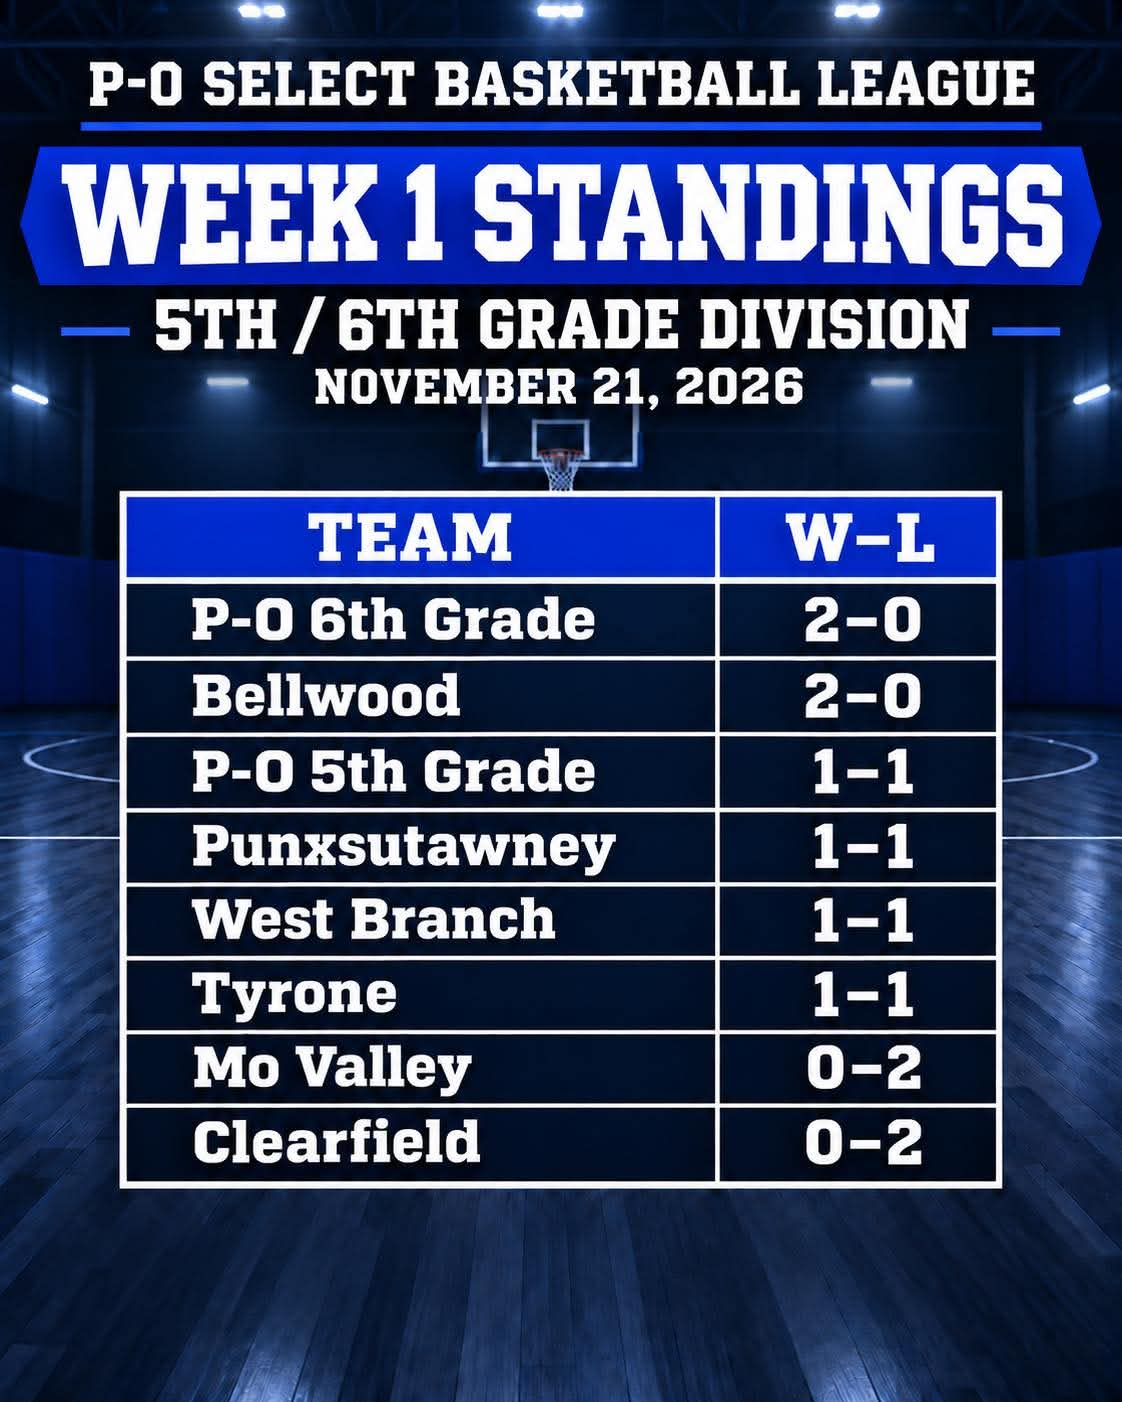 P-O SELECT BASKETBALL LEAGUE
WEEK 1 STANDINGS
5TH / 6TH GRADE DIVISION
NOVEMBER 21, 2026
TEAM W–L
P-O 6th Grade 2–0
Bellwood 2–0
P-O 5th Grade 1–1
Punxsutawney 1–1
West Branch 1–1
Tyrone 1–1
Mo Valley 0–2
Clearfield 0–2